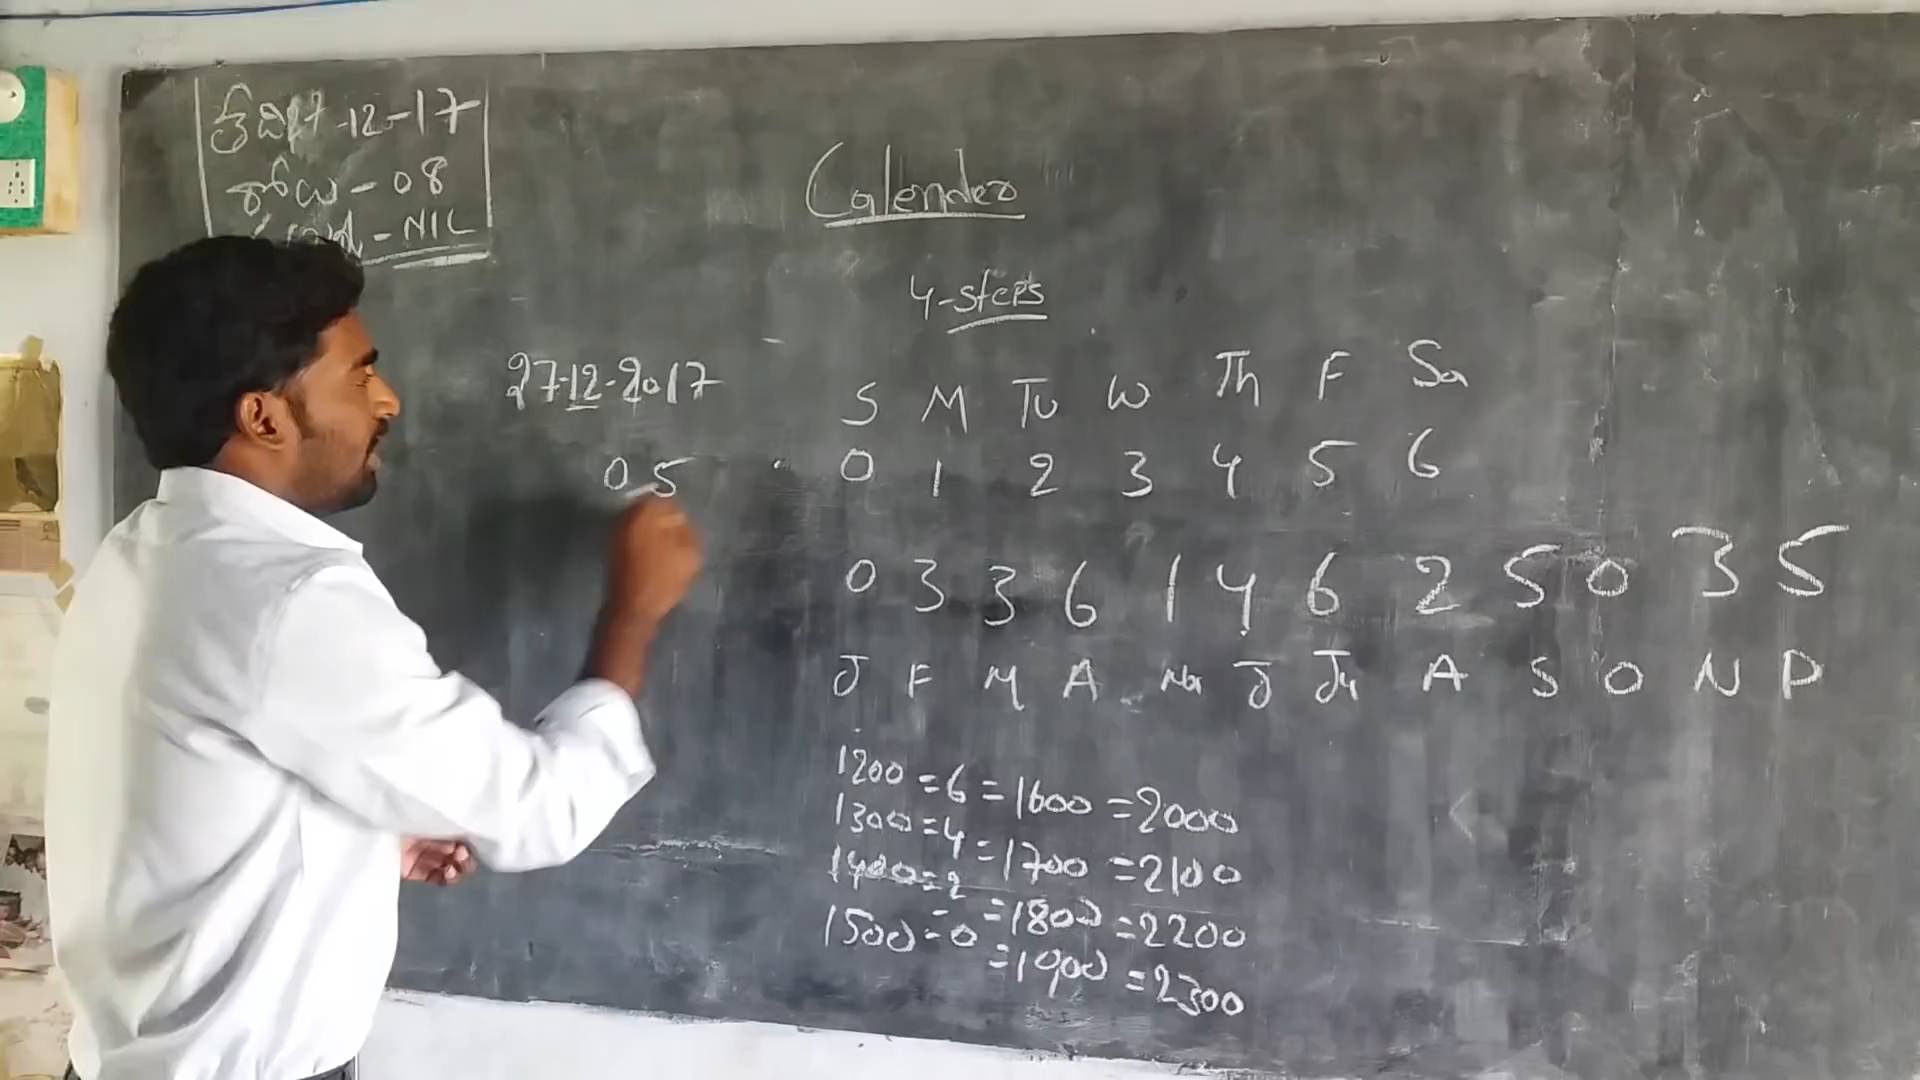 27-12-17
08
NIL
Calender
4-steps
27-12-2017
S M Tu W Th F Sa
05
0 1 2 3 4 5 6
0 3 3 6 1 4 6 2 5 0 3 5
J F M A Ma J Ju A S O N D
1200 = 6 = 1600 = 2000
1300 = 4 = 1700 = 2100
1400 = 2 = 1800 = 2200
1500 = 0 = 1900 = 2300